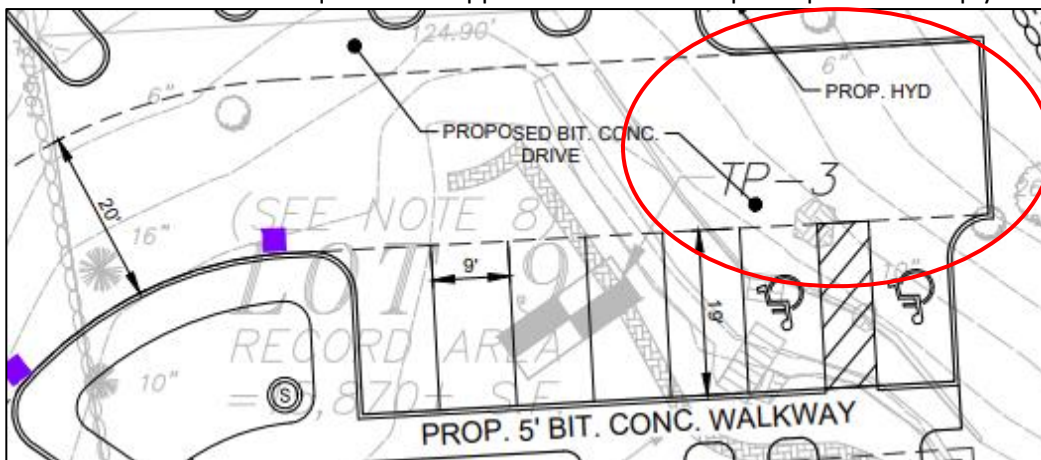 124.90'
6"
6"
PROP. HYD
PROPOSED BIT. CONC.
DRIVE
TP-3
20'
(SEE NOTE 8
16"
LOT 9
9'
19'
RECORD AREA
10"
S
,870± S.F.
PROP. 5' BIT. CONC. WALKWAY